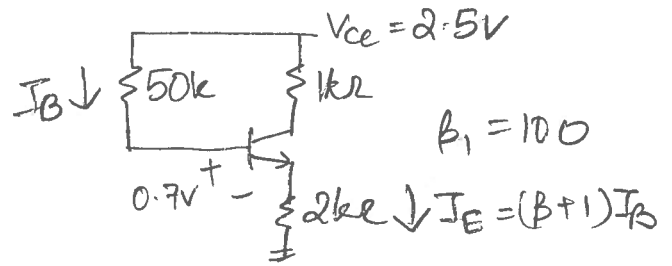 Vce = 2.5V
IB ↓ 50k 1kΩ
β1 = 100
0.7V + -
2kΩ ↓ IE = (β+1)IB